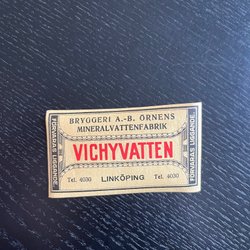 BRYGGERI A.-B. ÖRNENS
MINERALVATTENFABRIK
VICHYVATTEN
Tel. 4030 Tel. 4030
LINKÖPING
FÖRVARAS LIGGANDE.
FÖRVARAS LIGGANDE.